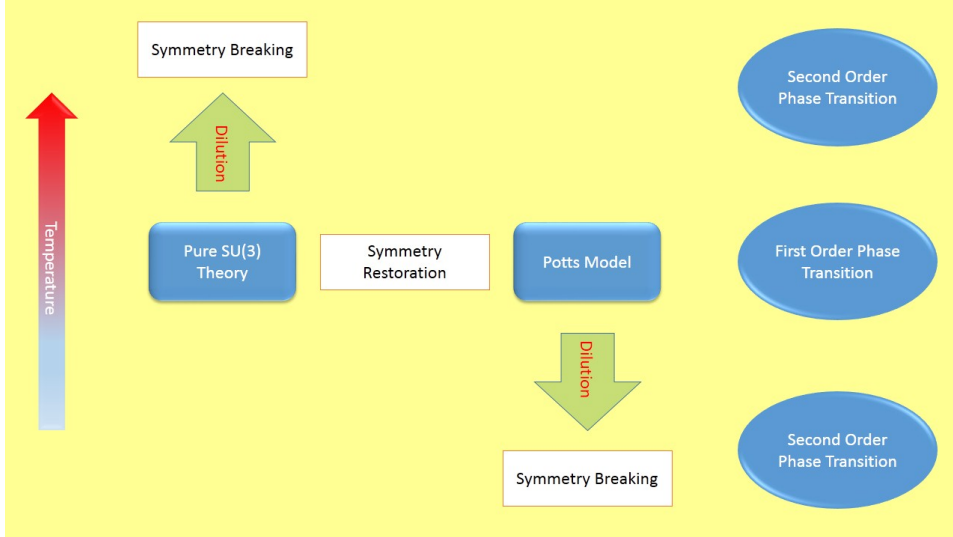 Symmetry Breaking
Second Order
Phase Transition
Dilution
Temperature
Pure SU(3)
Theory
Symmetry
Restoration
Potts Model
First Order Phase
Transition
Dilution
Symmetry Breaking
Second Order
Phase Transition